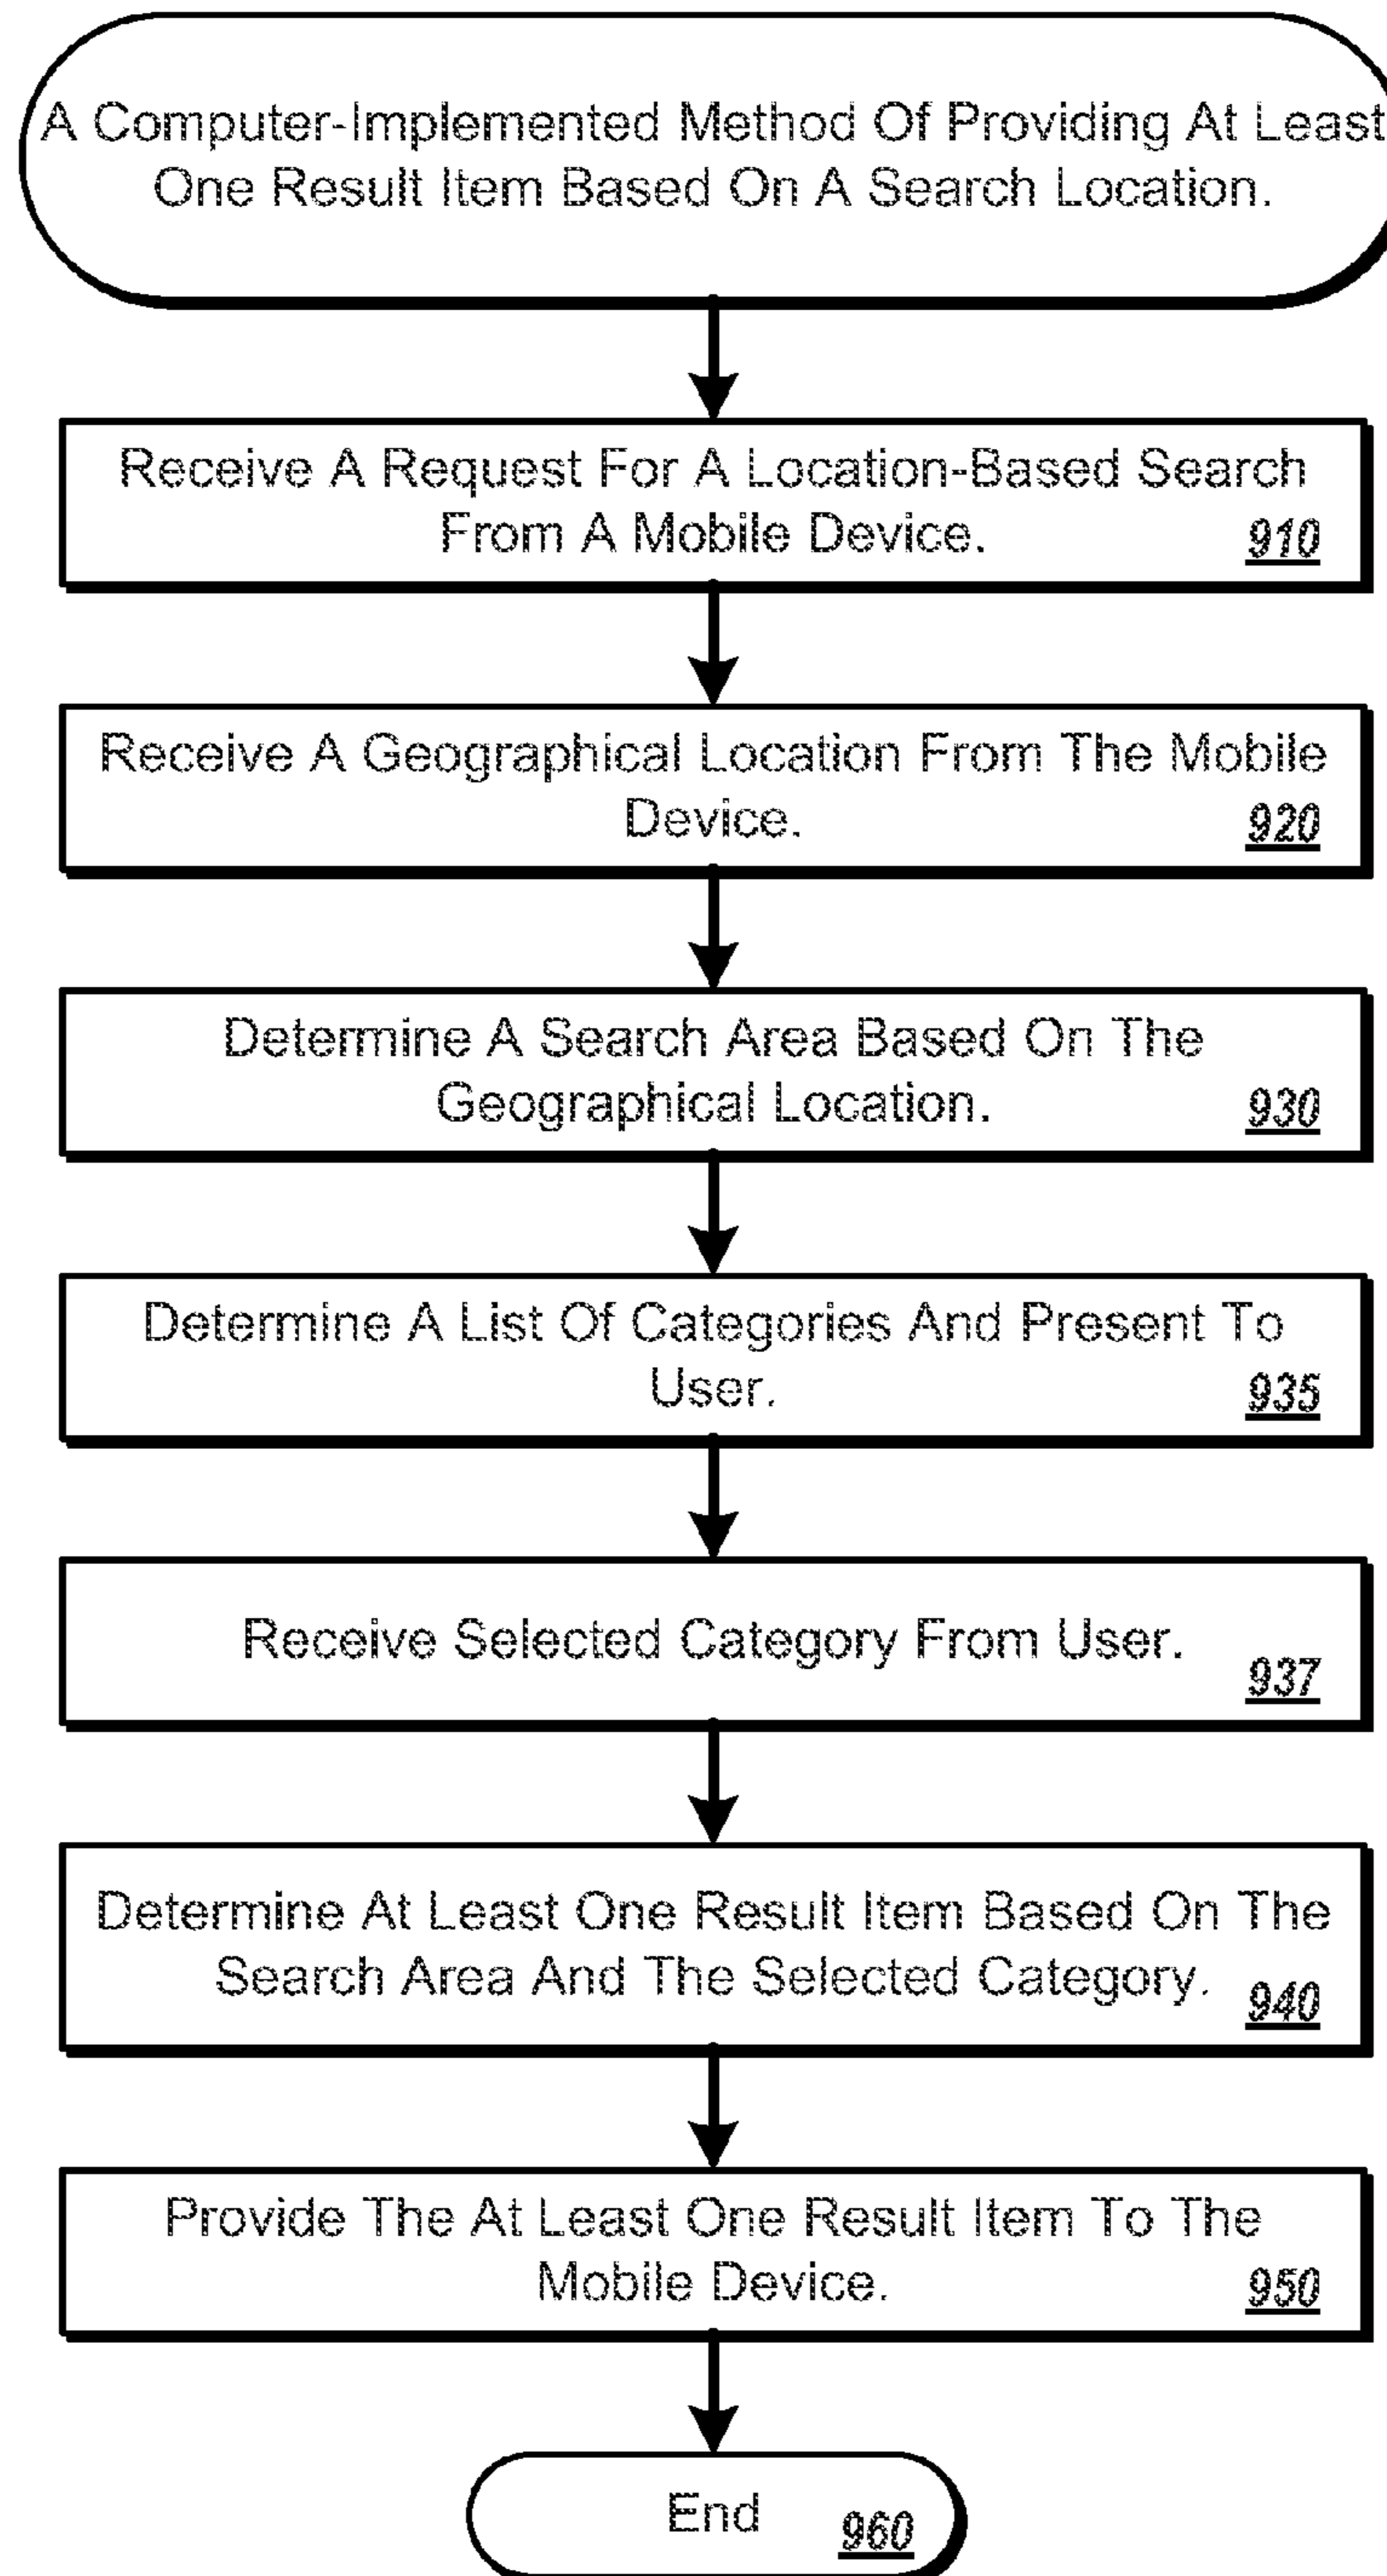 A Computer-Implemented Method Of Providing At Least
One Result Item Based On A Search Location.
Receive A Request For A Location-Based Search
From A Mobile Device.
910
Receive A Geographical Location From The Mobile
Device.
920
Determine A Search Area Based On The
Geographical Location.
930
Determine A List Of Categories And Present To
User.
935
Receive Selected Category From User.
937
Determine At Least One Result Item Based On The
Search Area And The Selected Category.
940
Provide The At Least One Result Item To The
Mobile Device.
950
End
960